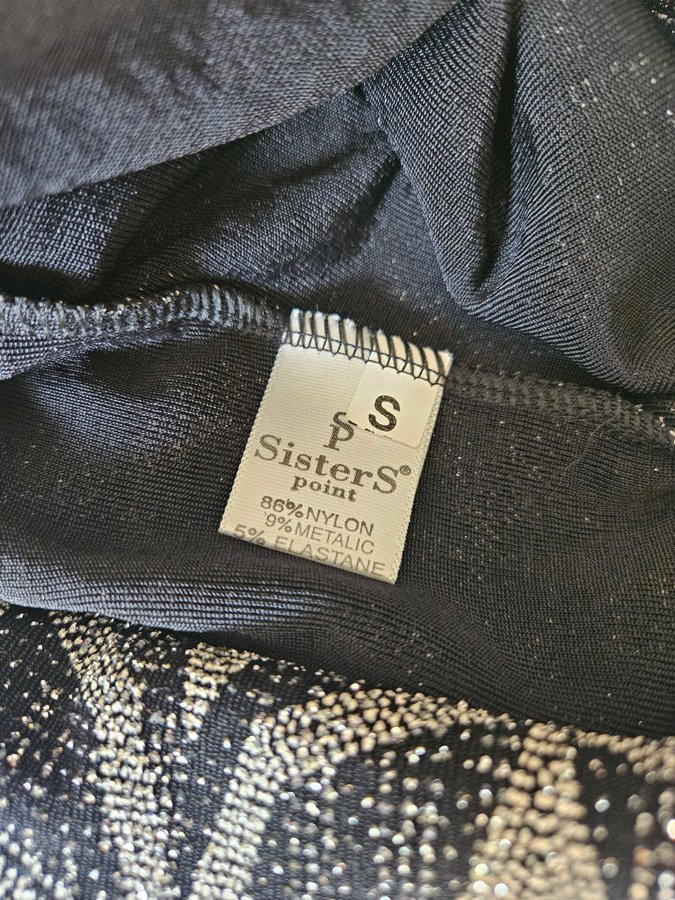 S
SP
SisterS®
point
86%NYLON
9%METALIC
5% ELASTANE